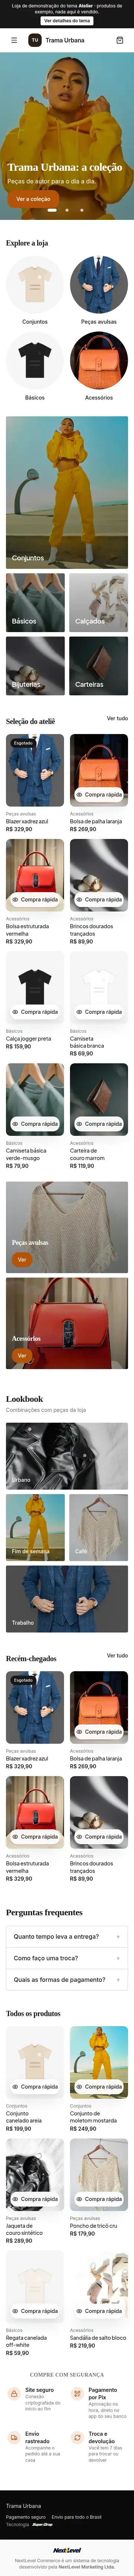 Loja de demonstração do tema Atelier · produtos de
exemplo, nada aqui é vendido.
Ver detalhes do tema
TU
Trama Urbana
Trama Urbana: a coleção
Peças de autor para o dia a dia.
Ver a coleção
Explore a loja
Conjuntos
Peças avulsas
Básicos
Acessórios
Conjuntos
Básicos
Calçados
Bijuterias
Carteiras
Seleção do ateliê
Ver tudo
Esgotado
Compra rápida
Peças avulsas
Blazer xadrez azul
R$ 329,90
Acessórios
Bolsa de palha laranja
R$ 269,90
Compra rápida
Compra rápida
Acessórios
Bolsa estruturada
vermelha
R$ 329,90
Acessórios
Brincos dourados
trançados
R$ 89,90
Compra rápida
Compra rápida
Básicos
Calça jogger preta
R$ 159,90
Básicos
Camiseta
básica branca
R$ 69,90
Compra rápida
Compra rápida
Básicos
Camiseta básica
verde-musgo
R$ 79,90
Acessórios
Carteira de
couro marrom
R$ 119,90
Peças avulsas
Ver
Acessórios
Ver
Lookbook
Combinações com peças da loja
Urbano
Fim de semana
Café
Trabalho
Recém-chegados
Ver tudo
Esgotado
Compra rápida
Peças avulsas
Blazer xadrez azul
R$ 329,90
Acessórios
Bolsa de palha laranja
R$ 269,90
Compra rápida
Compra rápida
Acessórios
Bolsa estruturada
vermelha
R$ 329,90
Acessórios
Brincos dourados
trançados
R$ 89,90
Perguntas frequentes
Quanto tempo leva a entrega? +
Como faço uma troca? +
Quais as formas de pagamento? +
Todos os produtos
Compra rápida
Compra rápida
Conjuntos
Conjunto
canelado areia
R$ 199,90
Conjuntos
Conjunto de
moletom mostarda
R$ 249,90
Compra rápida
Compra rápida
Peças avulsas
Jaqueta de
couro sintético
R$ 289,90
Peças avulsas
Poncho de tricô cru
R$ 179,90
Compra rápida
Compra rápida
Básicos
Regata canelada
off-white
R$ 59,90
Calçados
Sandália de salto bloco
R$ 219,90
COMPRE COM SEGURANÇA
Site seguro
Conexão
criptografada do
início ao fim
Pagamento
por Pix
Aprovação na
hora, direto no
app do seu banco
Envio
rastreado
Acompanhe o
pedido até a sua
casa
Troca e
devolução
Você tem 7 dias
para trocar ou
devolver
Trama Urbana
Pagamento seguro Envio para todo o Brasil
Tecnologia
NextLevel
NextLevel Commerce é um sistema de tecnologia
desenvolvido pela NextLevel Marketing Ltda.